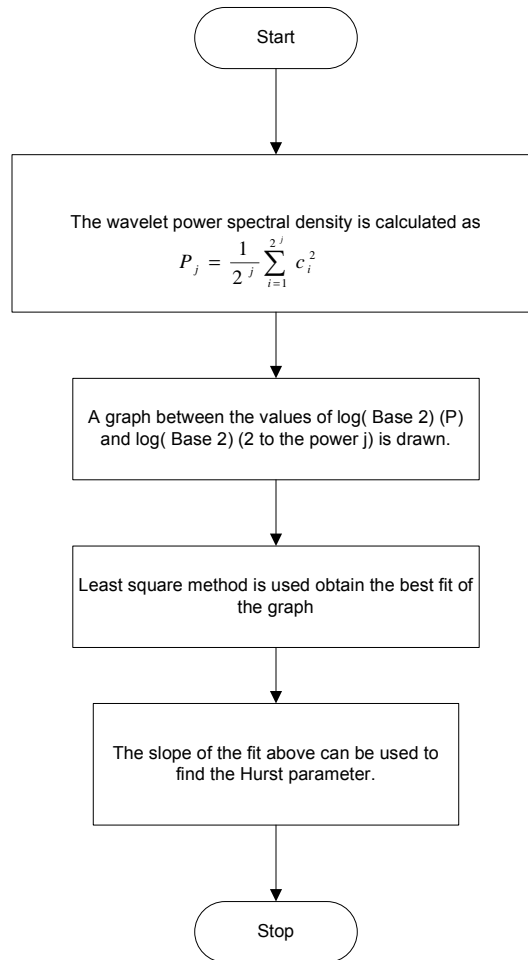 Start
The wavelet power spectral density is calculated as
P_j = \frac{1}{2^j} \sum_{i=1}^{2^j} c_i^2
A graph between the values of log( Base 2) (P)
and log( Base 2) (2 to the power j) is drawn.
Least square method is used obtain the best fit of
the graph
The slope of the fit above can be used to
find the Hurst parameter.
Stop